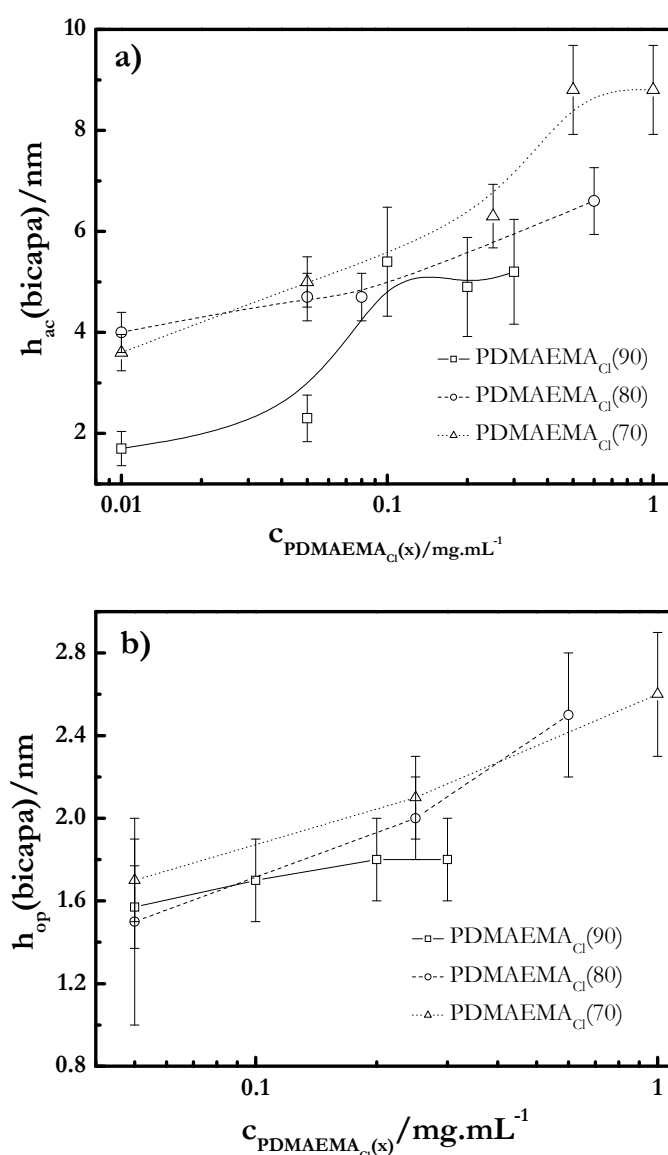 a)
10
8
6
4
2
h_ac(bicapa)/nm
PDMAEMA_Cl(90)
PDMAEMA_Cl(80)
PDMAEMA_Cl(70)
0.01
0.1
1
c_PDMAEMA_Cl(x)/mg.mL⁻¹
b)
2.8
2.4
2.0
1.6
1.2
0.8
h_op(bicapa)/nm
PDMAEMA_Cl(90)
PDMAEMA_Cl(80)
PDMAEMA_Cl(70)
0.1
1
c_PDMAEMA_Cl(x)/mg.mL⁻¹